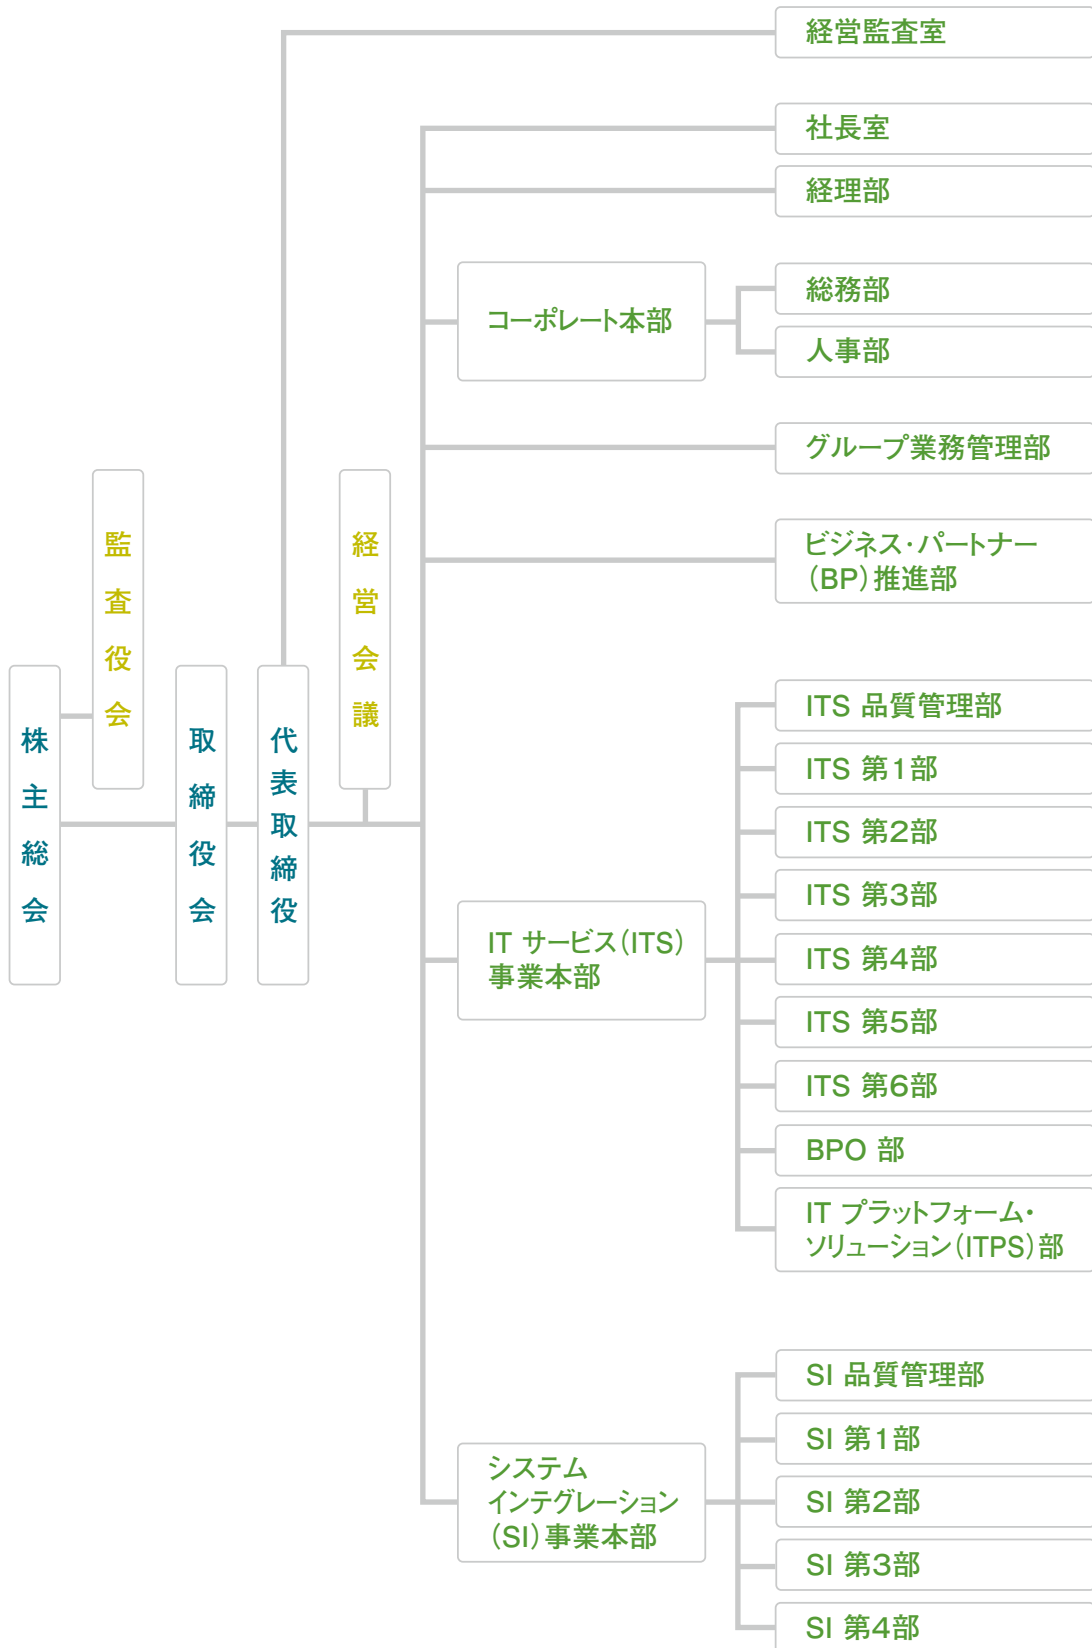 経営監査室
社長室
経理部
コーポレート本部
総務部
人事部
グループ業務管理部
ビジネス・パートナー
(BP)推進部
監査役会
経営会議
株主総会
取締役会
代表取締役
IT サービス(ITS)
事業本部
ITS 品質管理部
ITS 第1部
ITS 第2部
ITS 第3部
ITS 第4部
ITS 第5部
ITS 第6部
BPO 部
IT プラットフォーム・
ソリューション(ITPS)部
システム
インテグレーション
(SI)事業本部
SI 品質管理部
SI 第1部
SI 第2部
SI 第3部
SI 第4部